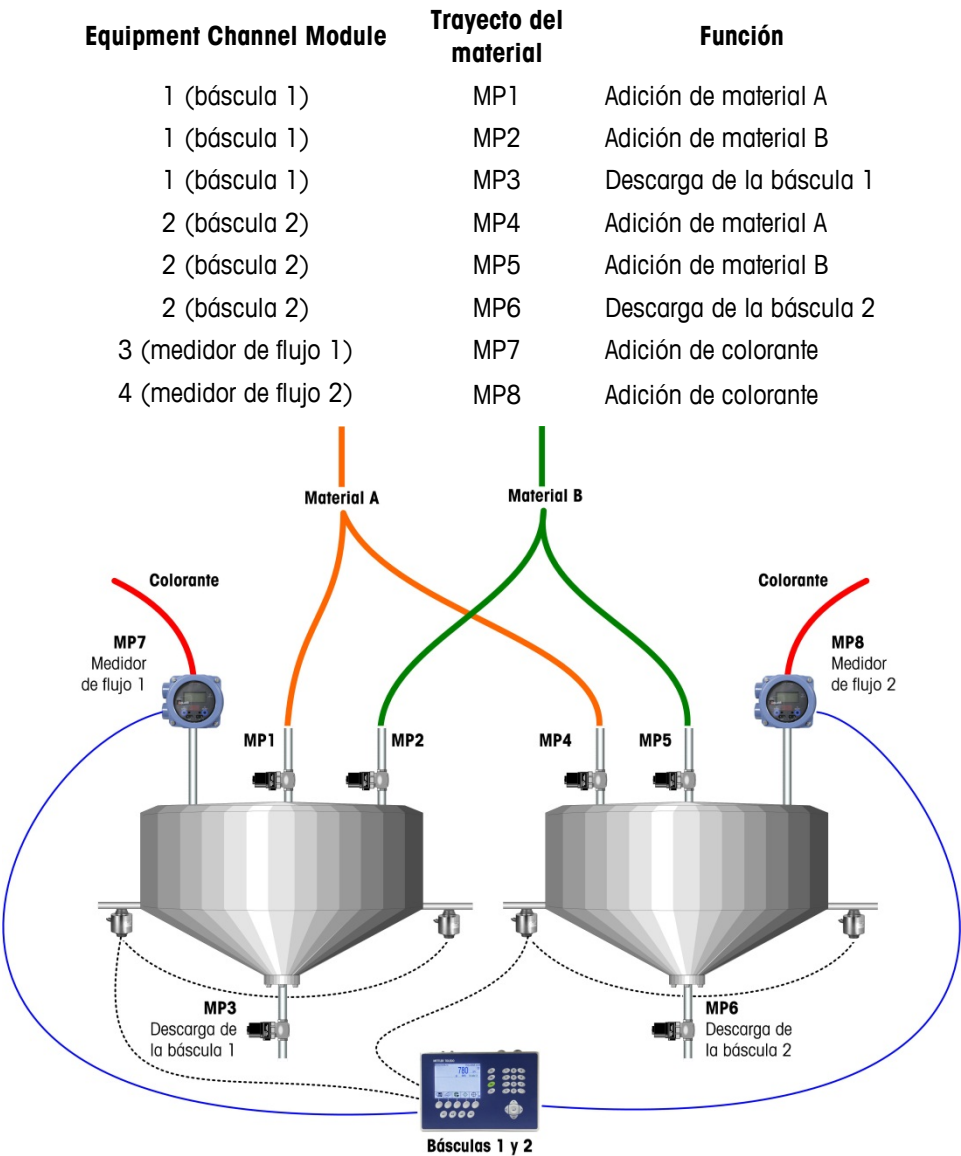 Equipment Channel Module
Trayecto del
material
Función
1 (báscula 1) MP1 Adición de material A
1 (báscula 1) MP2 Adición de material B
1 (báscula 1) MP3 Descarga de la báscula 1
2 (báscula 2) MP4 Adición de material A
2 (báscula 2) MP5 Adición de material B
2 (báscula 2) MP6 Descarga de la báscula 2
3 (medidor de flujo 1) MP7 Adición de colorante
4 (medidor de flujo 2) MP8 Adición de colorante
Material A
Material B
Colorante
Colorante
MP7
Medidor
de flujo 1
MP8
Medidor
de flujo 2
MP1
MP2
MP4
MP5
MP3
Descarga de
la báscula 1
MP6
Descarga de
la báscula 2
METTLER TOLEDO
780
Básculas 1 y 2